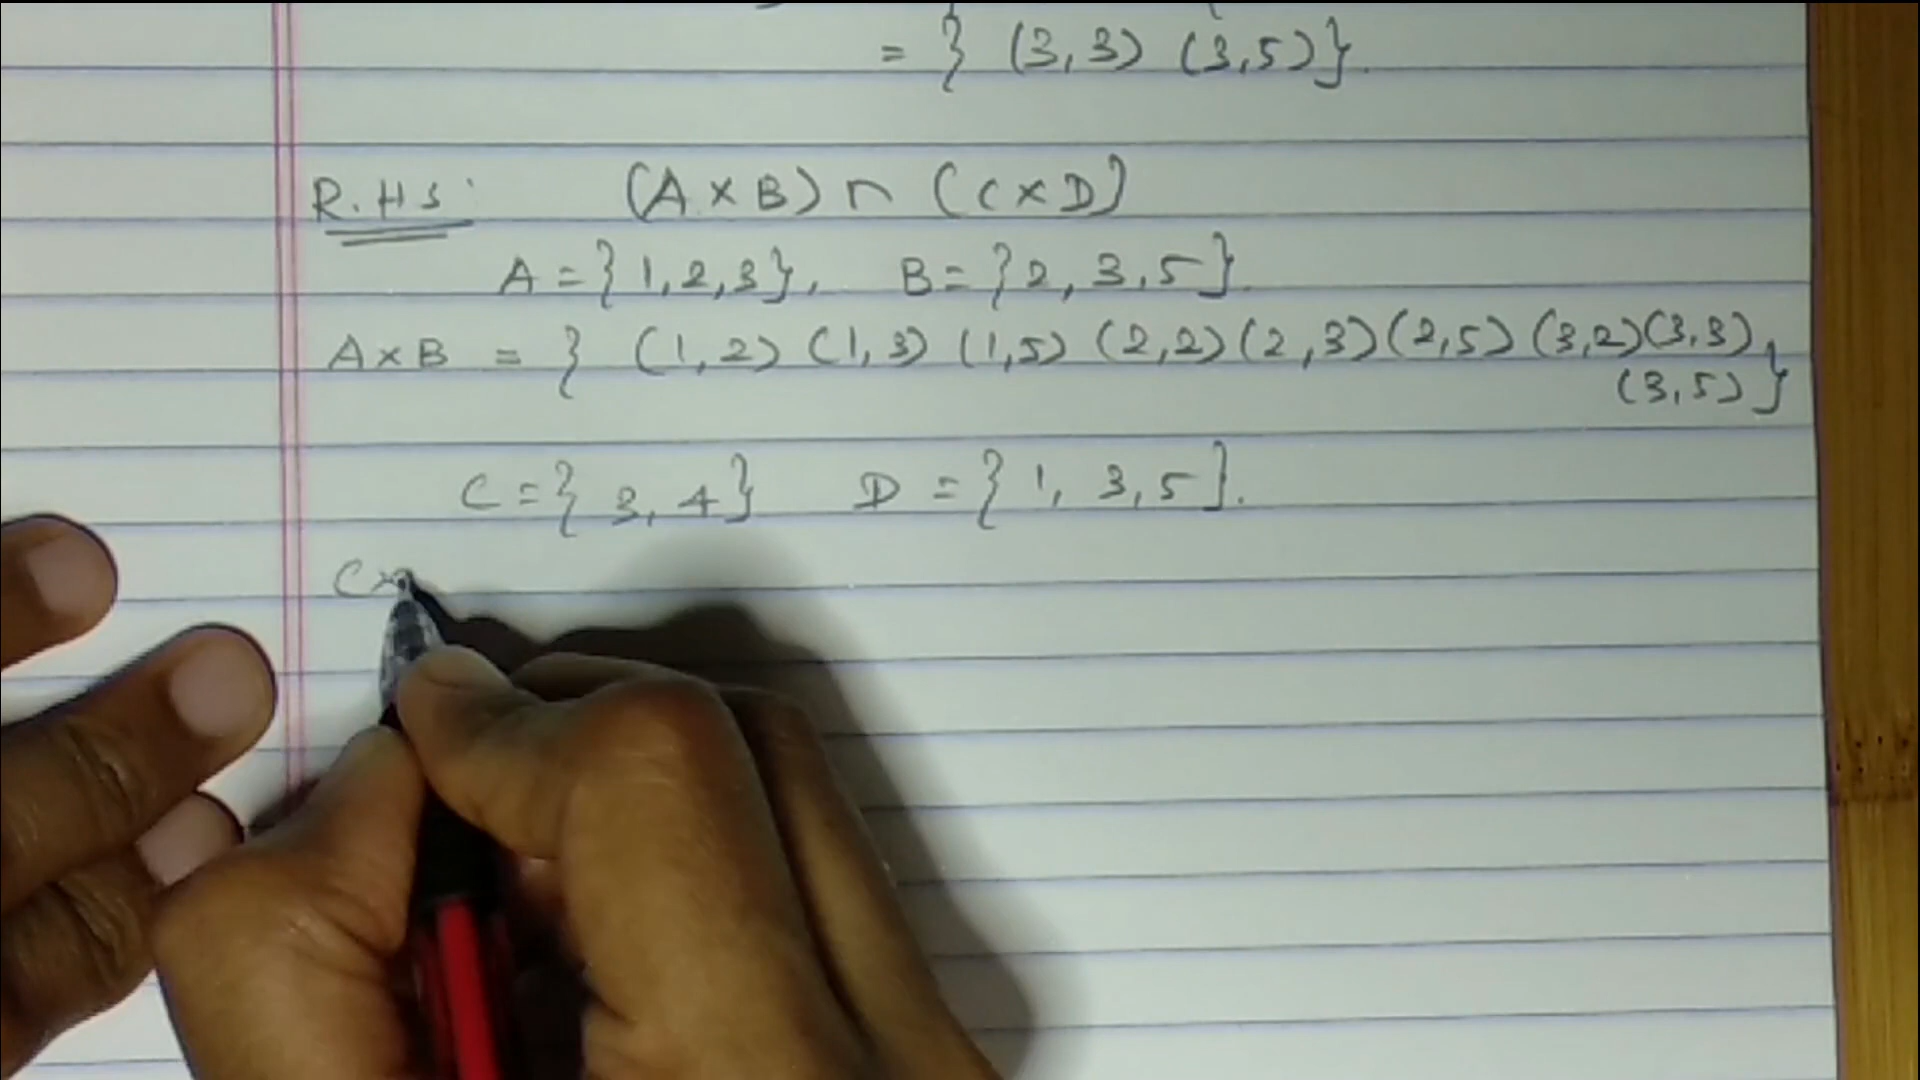 = { (3,3) (3,5)}.
R.HS: (A×B) ∩ (C×D)
A = {1,2,3}, B = {2, 3,5}.
A×B = { (1,2) (1,3) (1,5) (2,2) (2,3) (2,5) (3,2) (3,3),
(3,5) }
C = { 3, 4} D = { 1, 3,5}.
C×